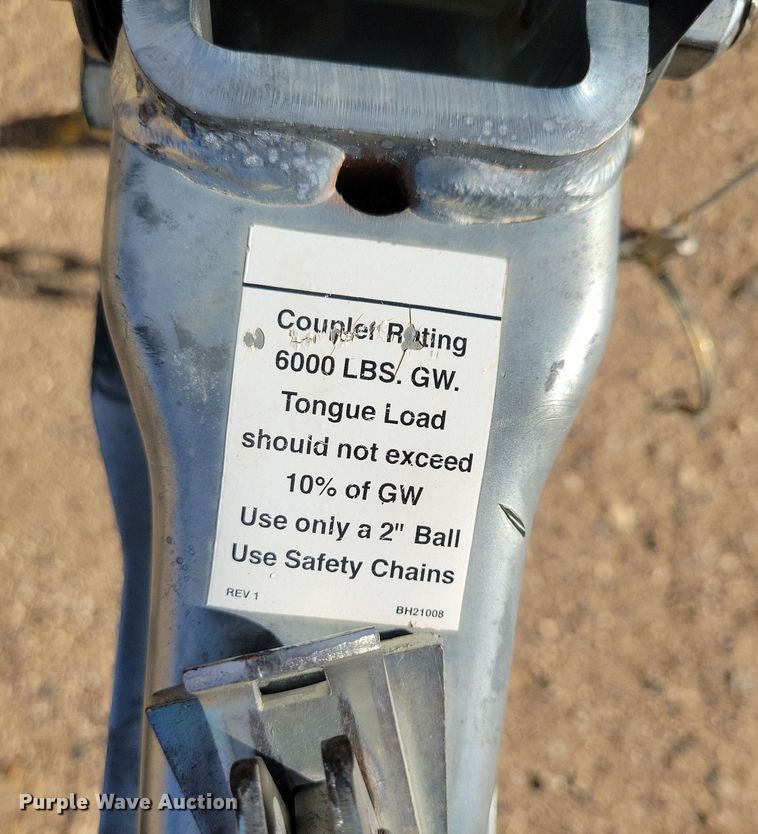 Coupler Rating
6000 LBS. GW.
Tongue Load
should not exceed
10% of GW
Use only a 2" Ball
Use Safety Chains
REV 1 BH21008
Purple Wave Auction